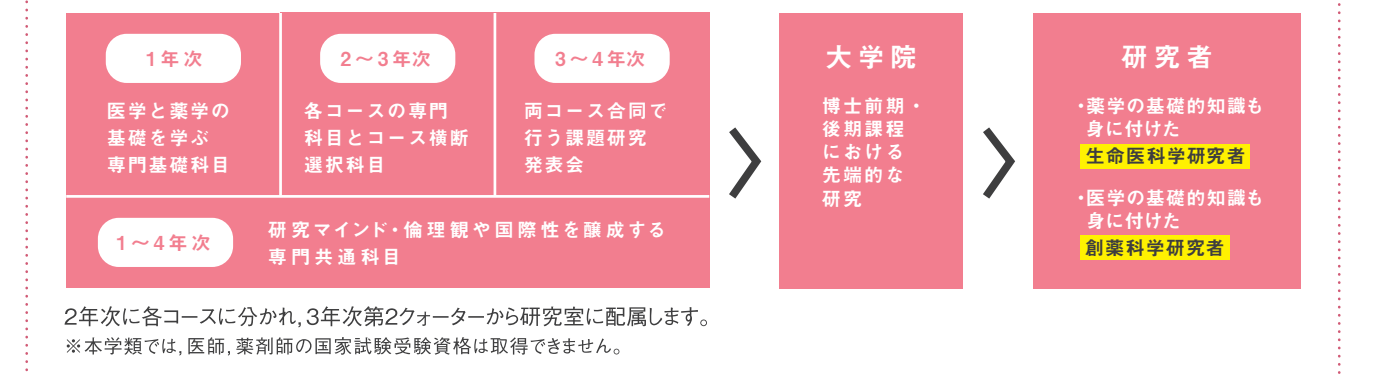 1年次
医学と薬学の
基礎を学ぶ
専門基礎科目
2～3年次
各コースの専門
科目とコース横断
選択科目
3～4年次
両コース合同で
行う課題研究
発表会
1～4年次
研究マインド・倫理観や国際性を醸成する
専門共通科目
大学院
博士前期・
後期課程
における
先端的な
研究
研究者
・薬学の基礎的知識も
身に付けた
生命医科学研究者
・医学の基礎的知識も
身に付けた
創薬科学研究者
2年次に各コースに分かれ,3年次第2クォーターから研究室に配属します。
※本学類では,医師,薬剤師の国家試験受験資格は取得できません。